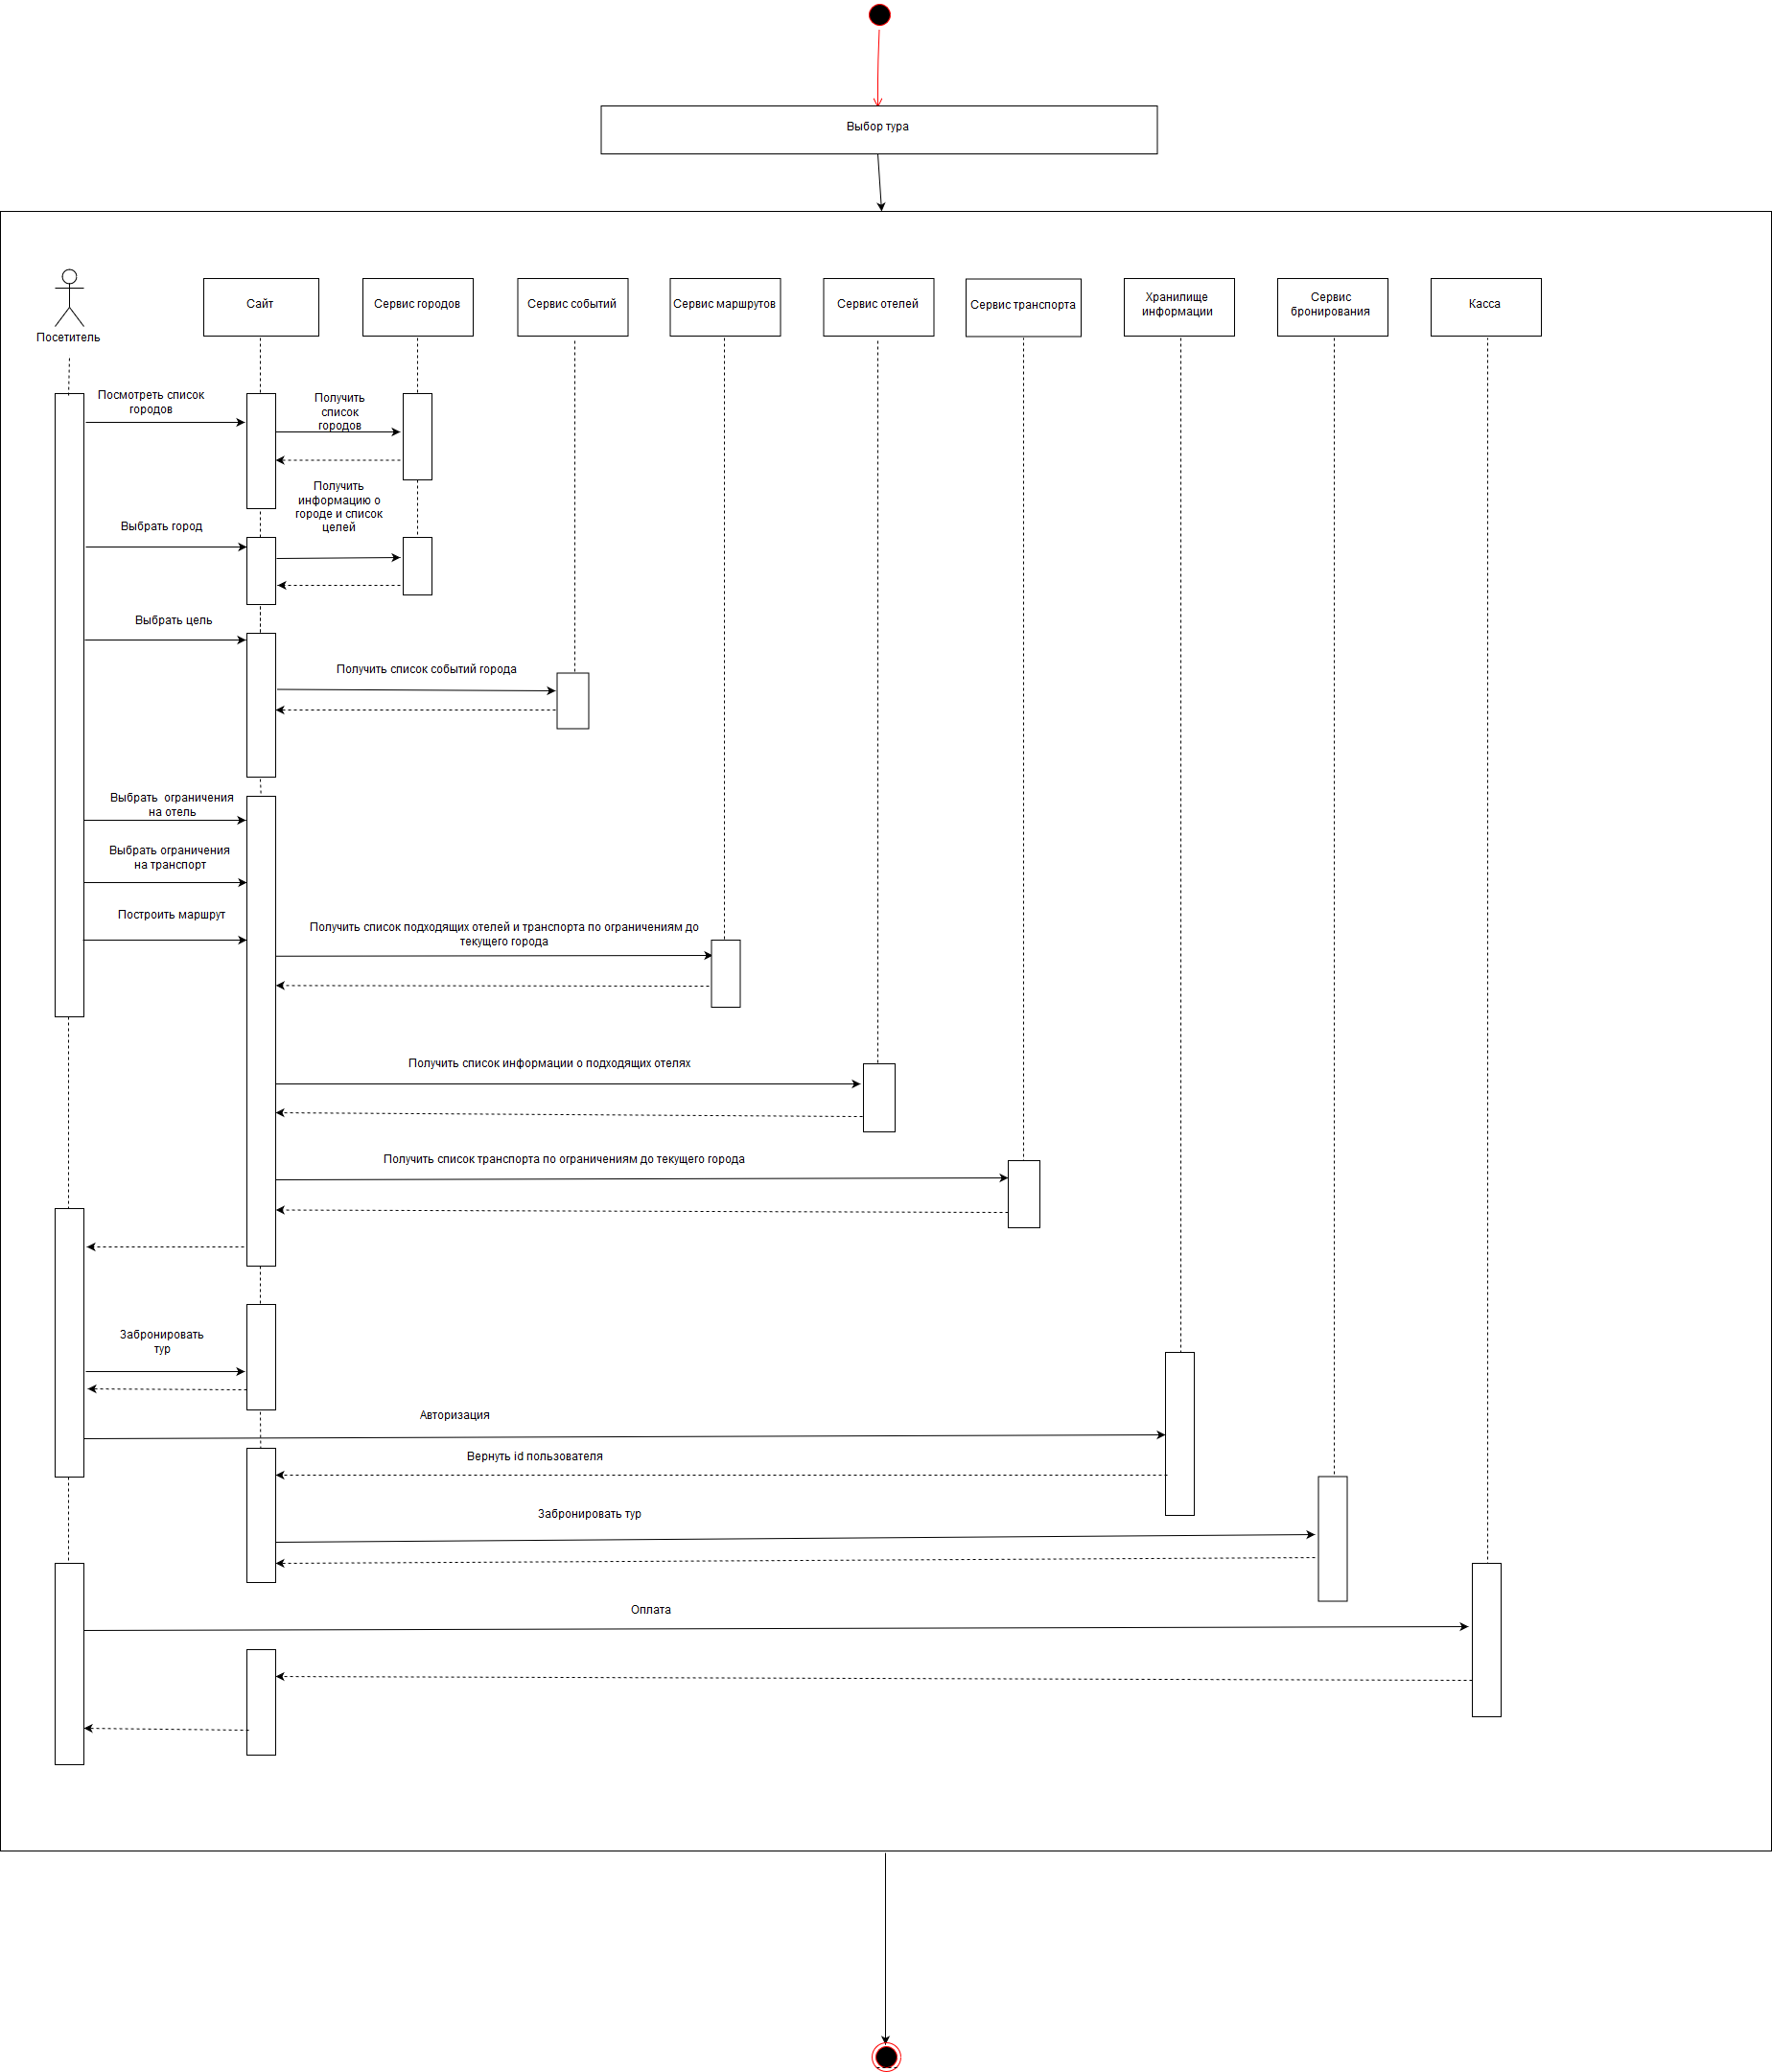 Выбор тура
Посетитель
Сайт
Сервис городов
Сервис событий
Сервис маршрутов
Сервис отелей
Сервис транспорта
Хранилище
информации
Сервис
бронирования
Касса
Посмотреть список
городов
Получить
список
городов
Получить
информацию о
городе и список
целей
Выбрать город
Выбрать цель
Получить список событий города
Выбрать  ограничения
на отель
Выбрать ограничения
на транспорт
Построить маршрут
Получить список подходящих отелей и транспорта по ограничениям до
текущего города
Получить список информации о подходящих отелях
Получить список транспорта по ограничениям до текущего города
Забронировать
тур
Авторизация
Вернуть id пользователя
Забронировать тур
Оплата